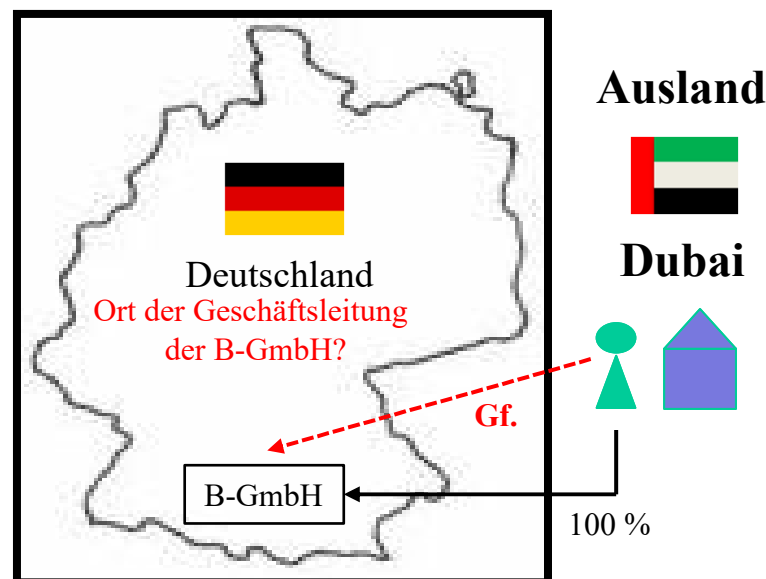 Ausland
Dubai
Deutschland
Ort der Geschäftsleitung
der B-GmbH?
Gf.
B-GmbH
100 %